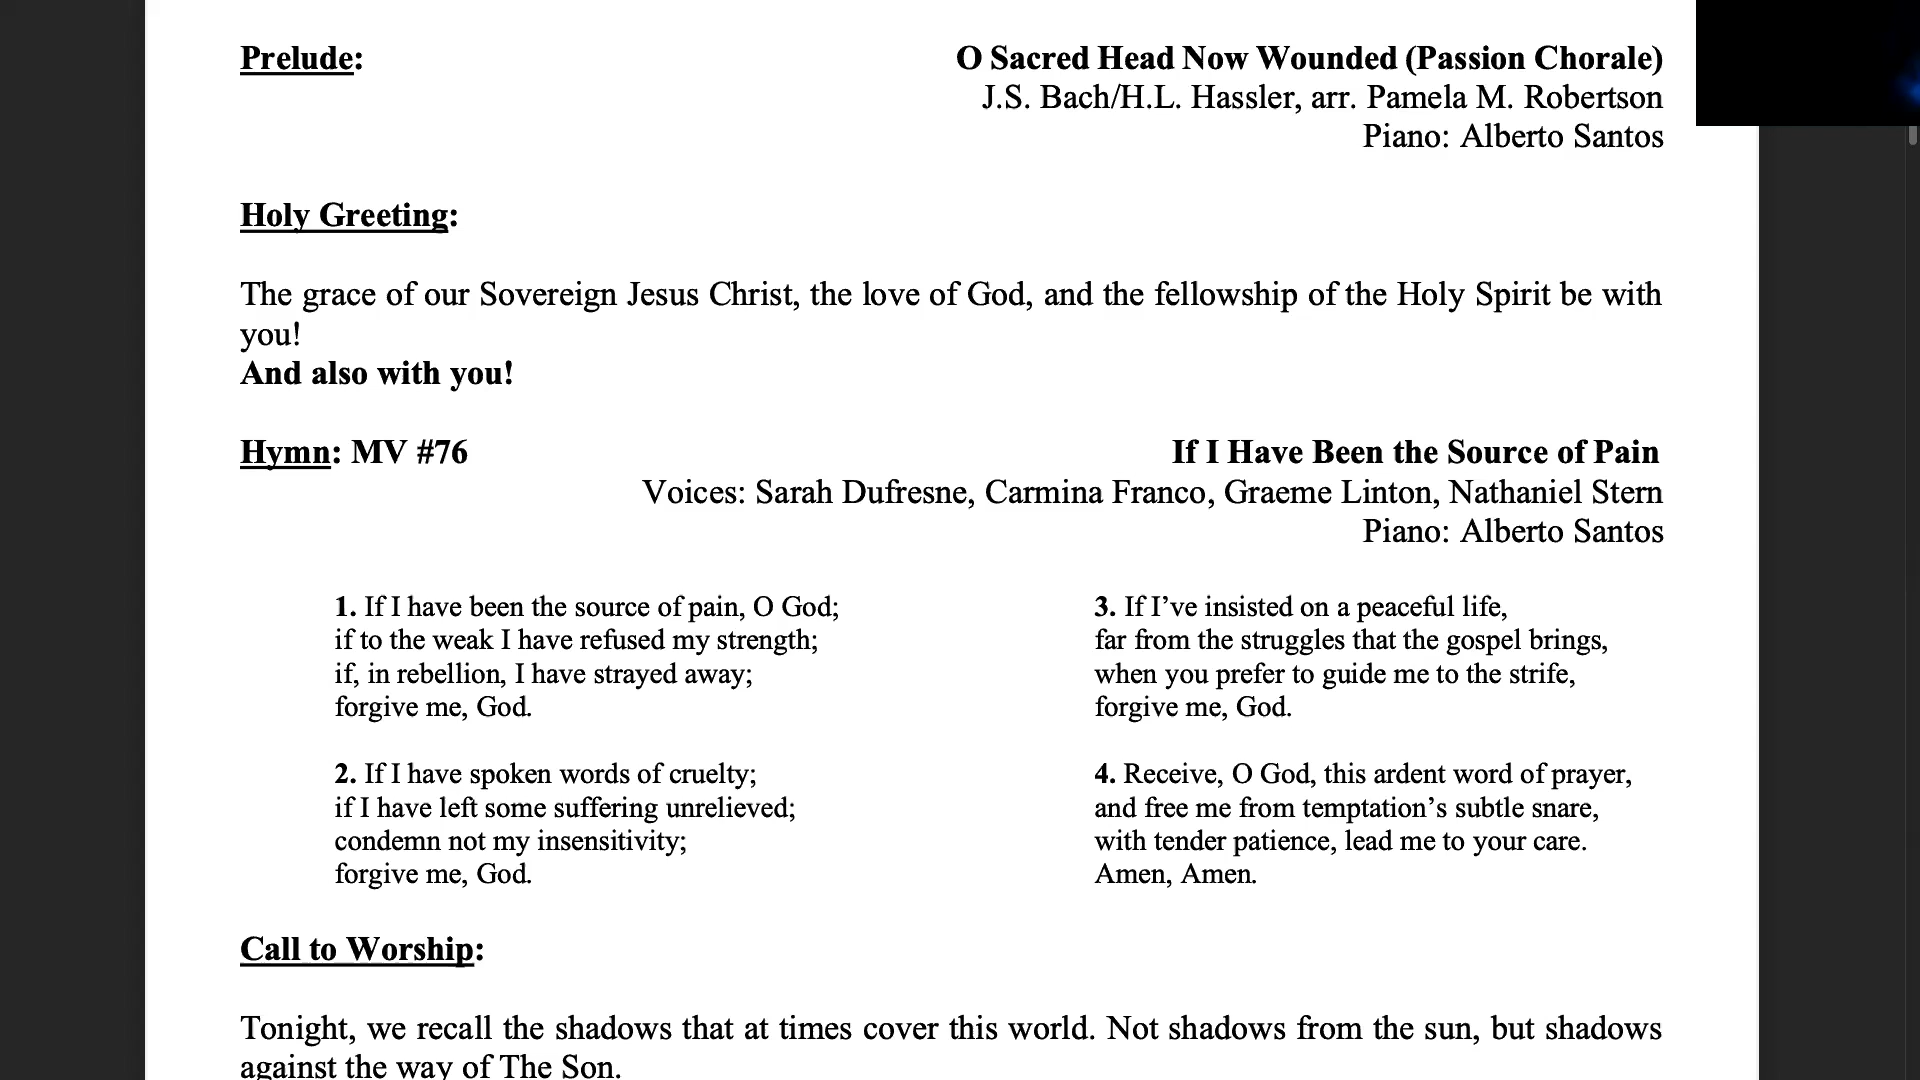 Prelude: O Sacred Head Now Wounded (Passion Chorale)
J.S. Bach/H.L. Hassler, arr. Pamela M. Robertson
Piano: Alberto Santos
Holy Greeting:
The grace of our Sovereign Jesus Christ, the love of God, and the fellowship of the Holy Spirit be with
you!
And also with you!
Hymn: MV #76 If I Have Been the Source of Pain
Voices: Sarah Dufresne, Carmina Franco, Graeme Linton, Nathaniel Stern
Piano: Alberto Santos
1. If I have been the source of pain, O God;
if to the weak I have refused my strength;
if, in rebellion, I have strayed away;
forgive me, God.
2. If I have spoken words of cruelty;
if I have left some suffering unrelieved;
condemn not my insensitivity;
forgive me, God.
3. If I’ve insisted on a peaceful life,
far from the struggles that the gospel brings,
when you prefer to guide me to the strife,
forgive me, God.
4. Receive, O God, this ardent word of prayer,
and free me from temptation’s subtle snare,
with tender patience, lead me to your care.
Amen, Amen.
Call to Worship:
Tonight, we recall the shadows that at times cover this world. Not shadows from the sun, but shadows
against the way of The Son.